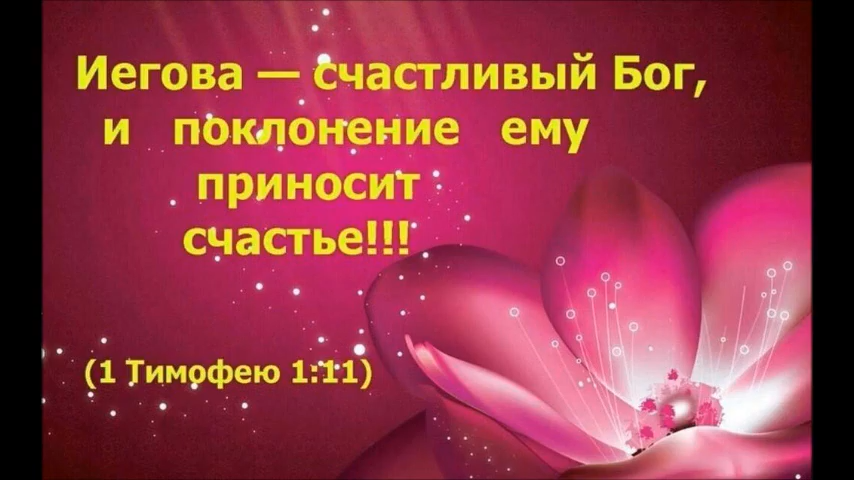 Иегова — счастливый Бог,
и поклонение ему
приносит
счастье!!!
(1 Тимофею 1:11)